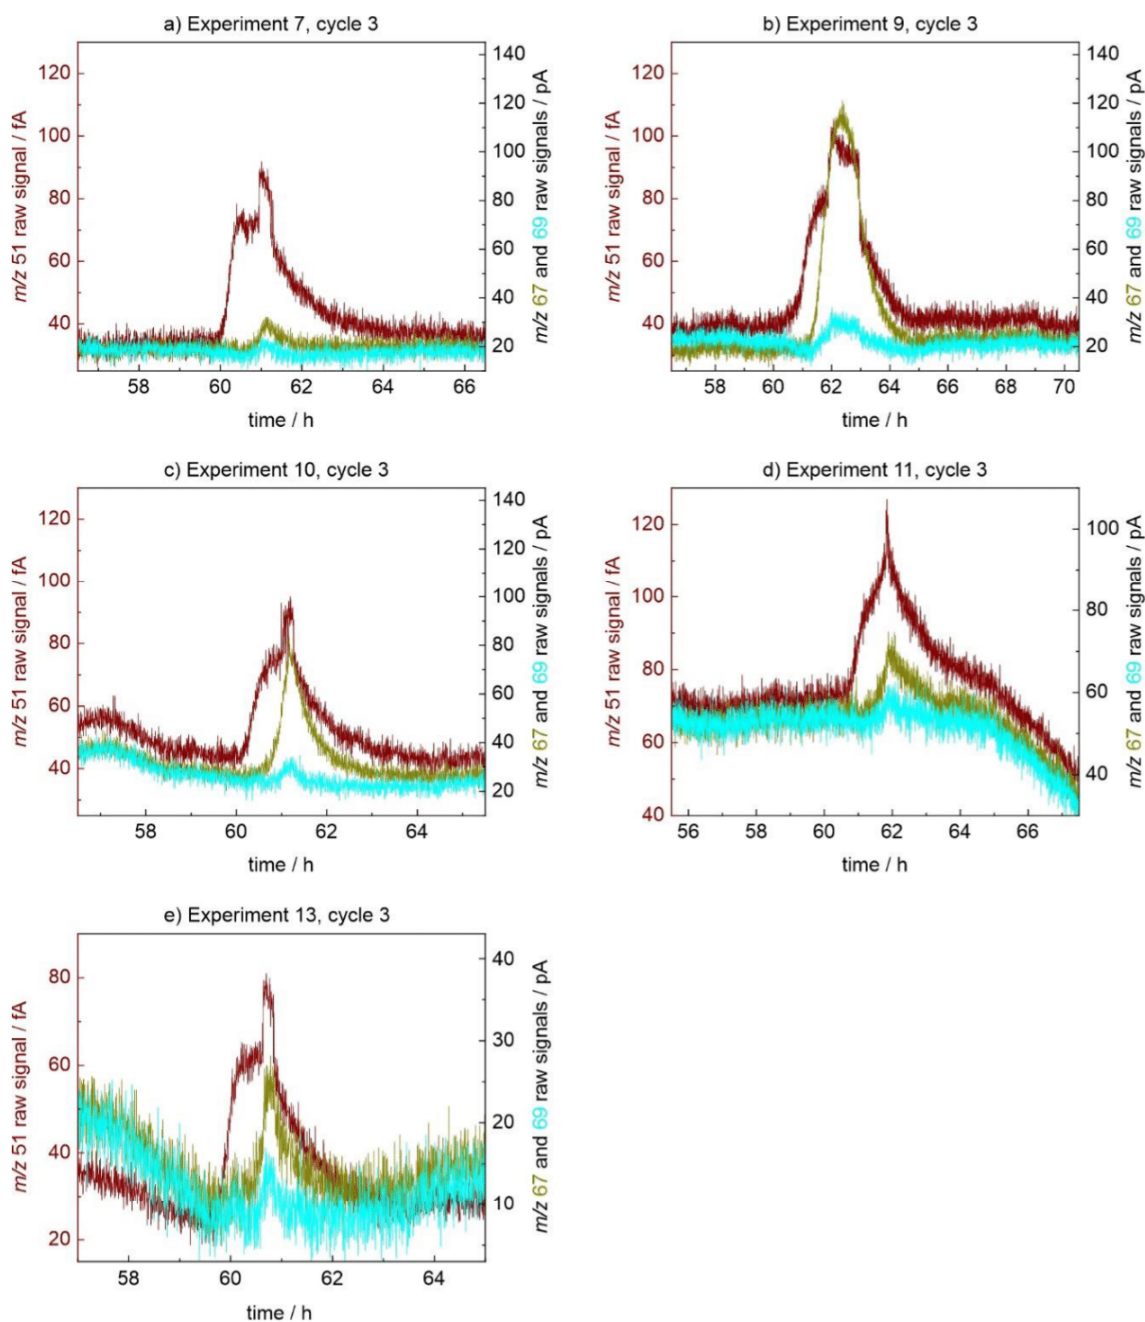 a) Experiment 7, cycle 3
m/z 51 raw signal / fA
120
100
80
60
40
140
120
100
80
60
40
20
m/z 67 and 69 raw signals / pA
58 60 62 64 66
time / h
b) Experiment 9, cycle 3
m/z 51 raw signal / fA
120
100
80
60
40
140
120
100
80
60
40
20
m/z 67 and 69 raw signals / pA
58 60 62 64 66 68 70
time / h
c) Experiment 10, cycle 3
m/z 51 raw signal / fA
120
100
80
60
40
140
120
100
80
60
40
20
m/z 67 and 69 raw signals / pA
58 60 62 64
time / h
d) Experiment 11, cycle 3
m/z 51 raw signal / fA
120
100
80
60
40
100
80
60
40
m/z 67 and 69 raw signals / pA
56 58 60 62 64 66
time / h
e) Experiment 13, cycle 3
m/z 51 raw signal / fA
80
60
40
20
40
30
20
10
m/z 67 and 69 raw signals / pA
58 60 62 64
time / h